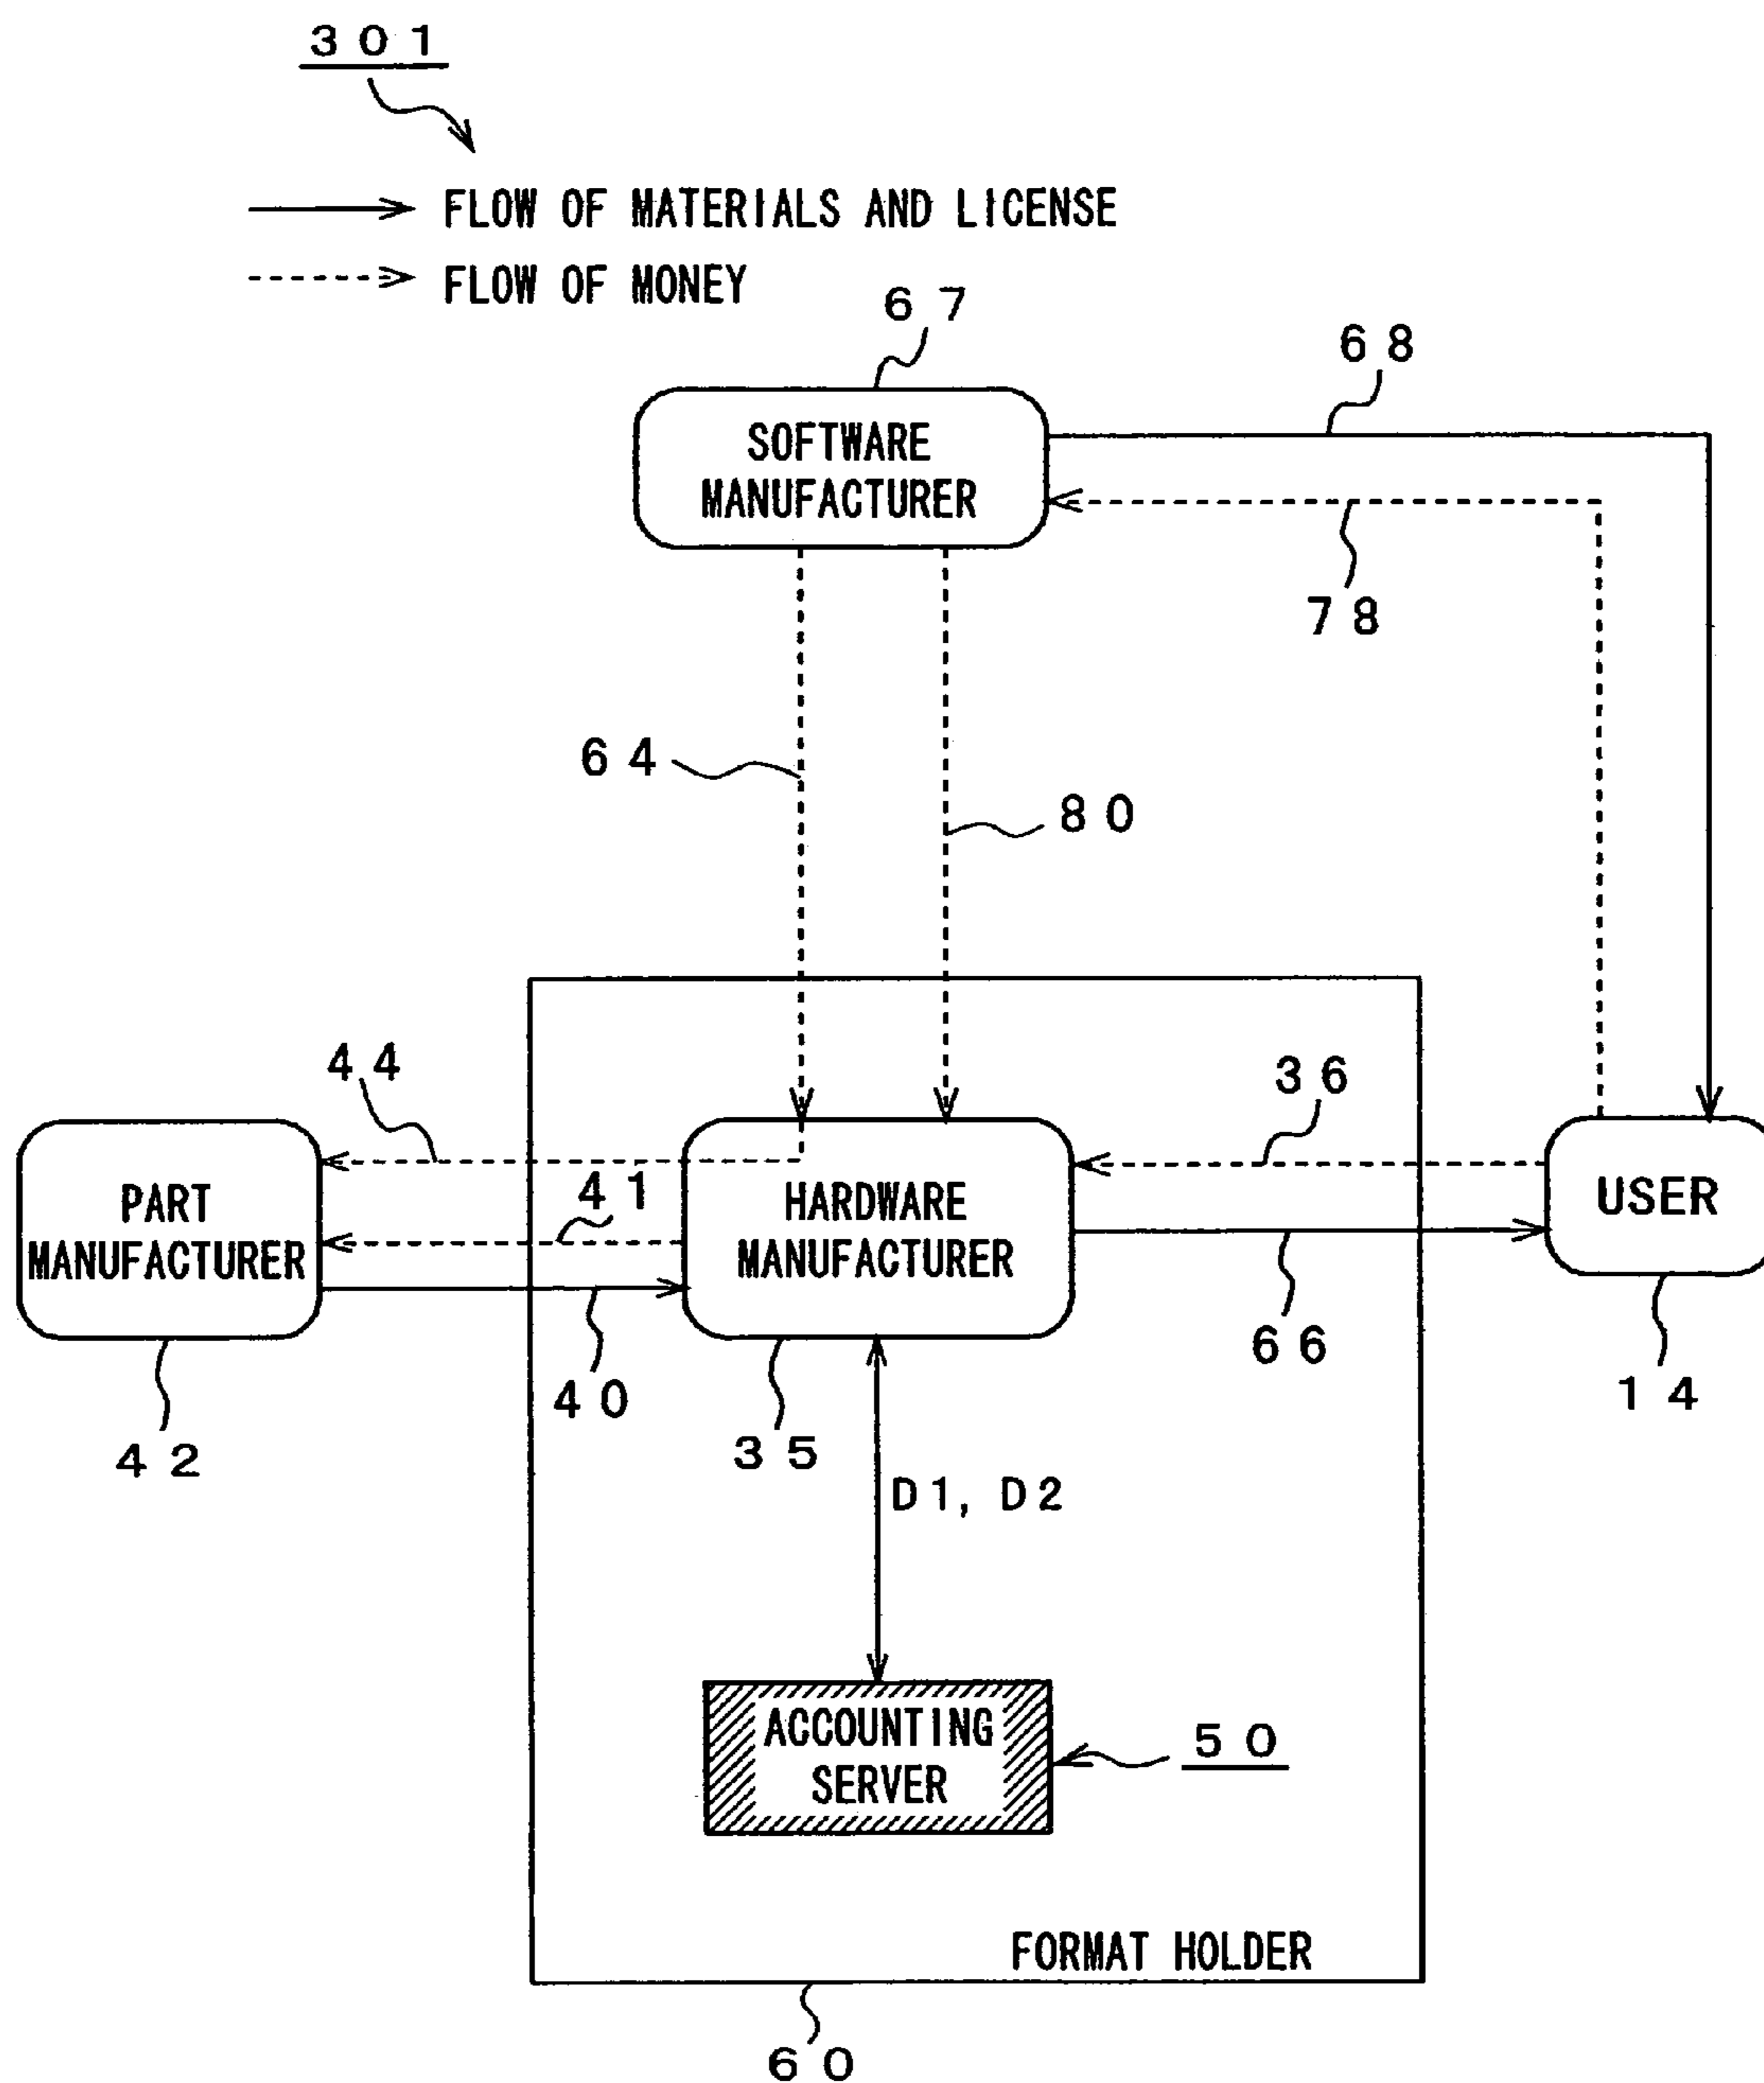 301
FLOW OF MATERIALS AND LICENSE
FLOW OF MONEY
67
68
SOFTWARE
MANUFACTURER
78
64
80
44
36
41
PART
MANUFACTURER
HARDWARE
MANUFACTURER
USER
40
66
42
35
14
D1, D2
ACCOUNTING
SERVER
50
FORMAT HOLDER
60